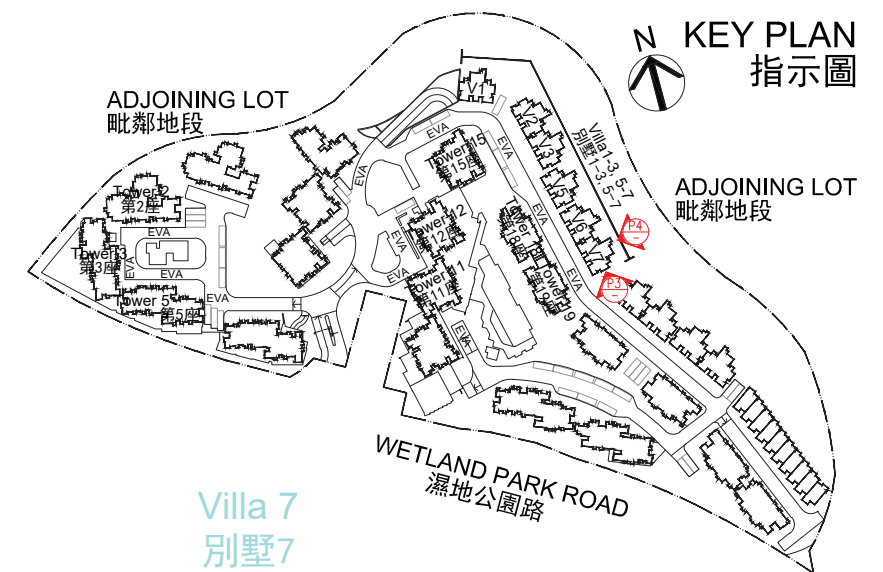 N
KEY PLAN
指示圖
ADJOINING LOT
毗鄰地段
V1
V2
V3
V5
V6
V7
Villa 1-3, 5-7
別墅1-3, 5-7
ADJOINING LOT
毗鄰地段
P4
P3
EVA
EVA
EVA
Tower 15
第15座
Tower 12
第12座
Tower 11
第11座
第18座
Tower 19
第19座
EVA
EVA
EVA
Tower 2
第2座
EVA
Tower 3
第3座
EVA
Tower 5
第5座
EVA
EVA
WETLAND PARK ROAD
濕地公園路
Villa 7
別墅7